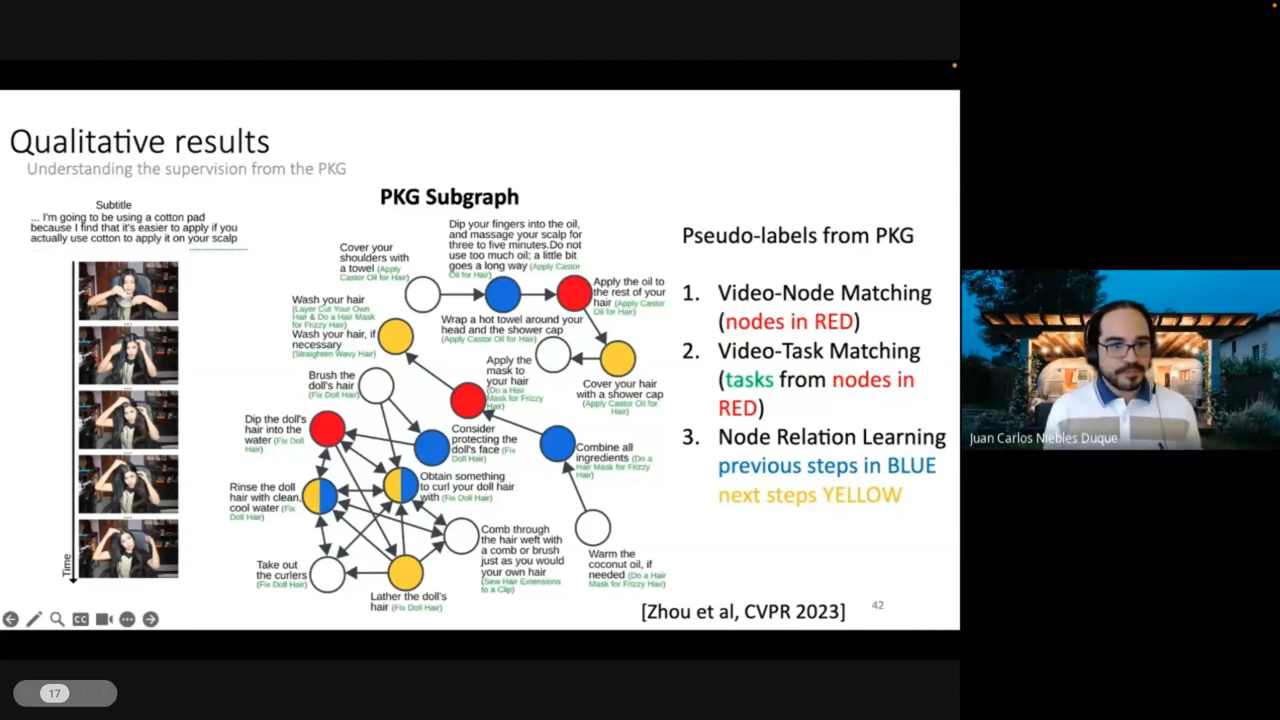 Qualitative results
Understanding the supervision from the PKG
Subtitle
... I'm going to be using a cotton pad
because I find that it's easier to apply if you
actually use cotton to apply it on your scalp
Time
PKG Subgraph
Cover your
shoulders with
a towel (Apply
Castor Oil for Hair)
Dip your fingers into the oil,
and massage your scalp for
three to five minutes.Do not
use too much oil; a little bit
goes a long way (Apply Castor
Oil for Hair)
Apply the oil to
the rest of your
hair (Apply Castor
Oil for Hair)
Wash your hair
(Layer Cut Your Own
Hair & Do a Hair Mask
for Frizzy Hair)
Wash your hair, if
necessary
(Straighten Wavy Hair)
Wrap a hot towel around your
head and the shower cap
(Apply Castor Oil for Hair)
Cover your hair
with a shower cap
(Apply Castor Oil for
Hair)
Apply the
mask to
your hair
(Do a Hair
Mask for Frizzy
Hair)
Brush the
doll's hair
(Fix Doll Hair)
Dip the doll's
hair into the
water (Fix Doll
Hair)
Consider
protecting the
doll's face (Fix
Doll Hair)
Combine all
ingredients (Do a
Hair Mask for Frizzy
Hair)
Rinse the doll
hair with clean,
cool water (Fix
Doll Hair)
Obtain something
to curl your doll hair
with (Fix Doll Hair)
Comb through
the hair weft with
a comb or brush
just as you would
your own hair
(Sew Hair Extensions
to a Clip)
Warm the
coconut oil, if
needed (Do a Hair
Mask for Frizzy Hair)
Take out
the curlers
(Fix Doll Hair)
Lather the doll's
hair (Fix Doll Hair)
Pseudo-labels from PKG
1. Video-Node Matching
(nodes in RED)
2. Video-Task Matching
(tasks from nodes in
RED)
3. Node Relation Learning
previous steps in BLUE
next steps YELLOW
[Zhou et al, CVPR 2023]
42
CC
17
Juan Carlos Niebles Duque